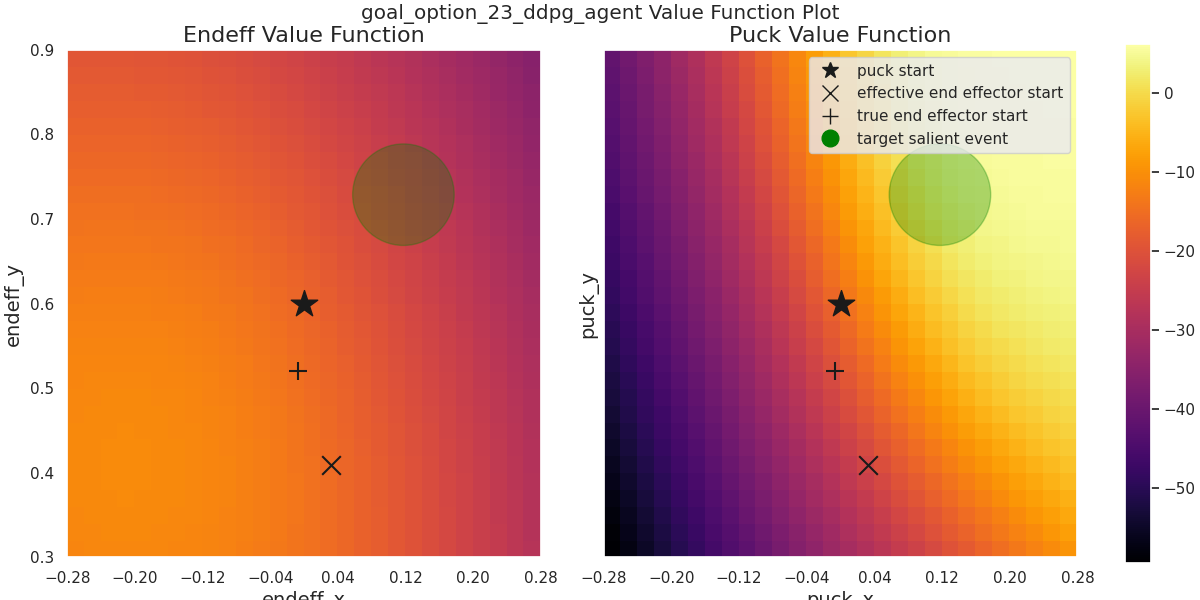 goal_option_23_ddpg_agent Value Function Plot
Endeff Value Function
Puck Value Function
puck start
effective end effector start
true end effector start
target salient event
0.9
0.8
0.7
0.6
0.5
0.4
0.3
endeff_y
−0.28 −0.20 −0.12 −0.04 0.04 0.12 0.20 0.28
endeff_x
puck_y
−0.28 −0.20 −0.12 −0.04 0.04 0.12 0.20 0.28
puck_x
0
−10
−20
−30
−40
−50